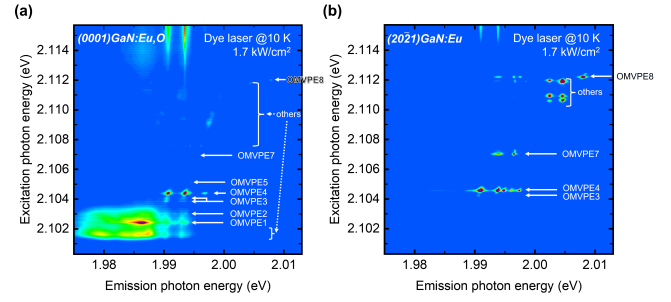 (a)
(0001)GaN:Eu,O
Dye laser @10 K
1.7 kW/cm²
OMVPE8
others
OMVPE7
OMVPE5
OMVPE4
OMVPE3
OMVPE2
OMVPE1
2.114
2.112
2.110
2.108
2.106
2.104
2.102
Excitation photon energy (eV)
1.98
1.99
2.00
2.01
Emission photon energy (eV)
(b)
(202̄1)GaN:Eu
Dye laser @10 K
1.7 kW/cm²
OMVPE8
others
OMVPE7
OMVPE4
OMVPE3
2.114
2.112
2.110
2.108
2.106
2.104
2.102
Excitation photon energy (eV)
1.98
1.99
2.00
2.01
Emission photon energy (eV)